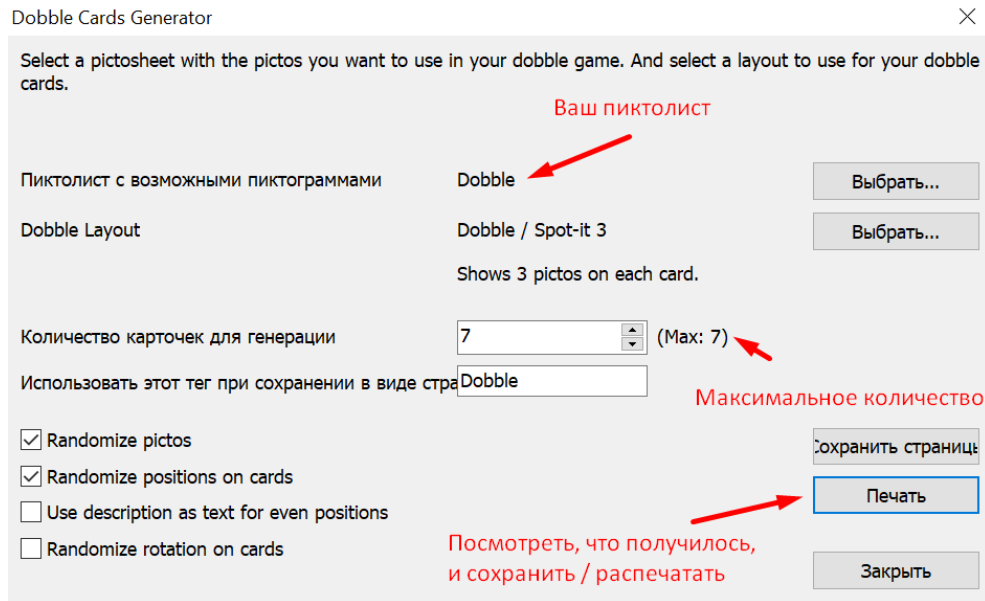 Dobble Cards Generator
Select a pictosheet with the pictos you want to use in your dobble game. And select a layout to use for your dobble
cards.
Ваш пиктолист
Пиктолист с возможными пиктограммами Dobble Выбрать...
Dobble Layout Dobble / Spot-it 3 Выбрать...
Shows 3 pictos on each card.
Количество карточек для генерации 7 (Max: 7)
Использовать этот тег при сохранении в виде стра Dobble
Максимальное количество
Randomize pictos Сохранить страниць
Randomize positions on cards
Печать
Use description as text for even positions
Randomize rotation on cards
Посмотреть, что получилось,
и сохранить / распечатать
Закрыть